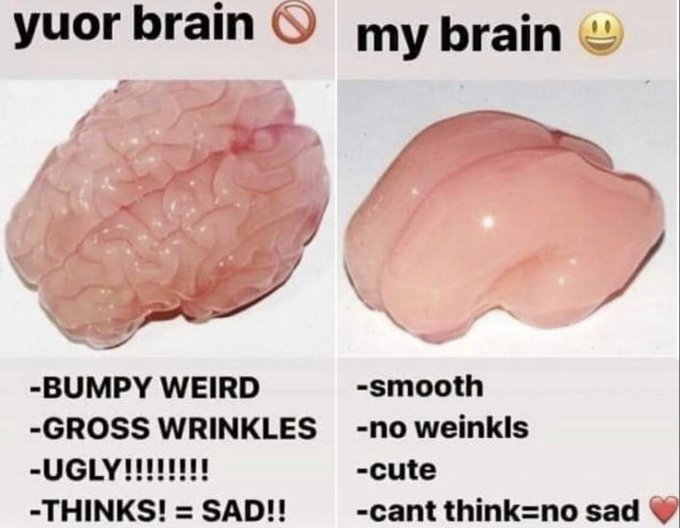 yuor brain 🚫
-BUMPY WEIRD
-GROSS WRINKLES
-UGLY!!!!!!!!
-THINKS! = SAD!!
my brain 😃
-smooth
-no weinkls
-cute
-cant think=no sad ❤️